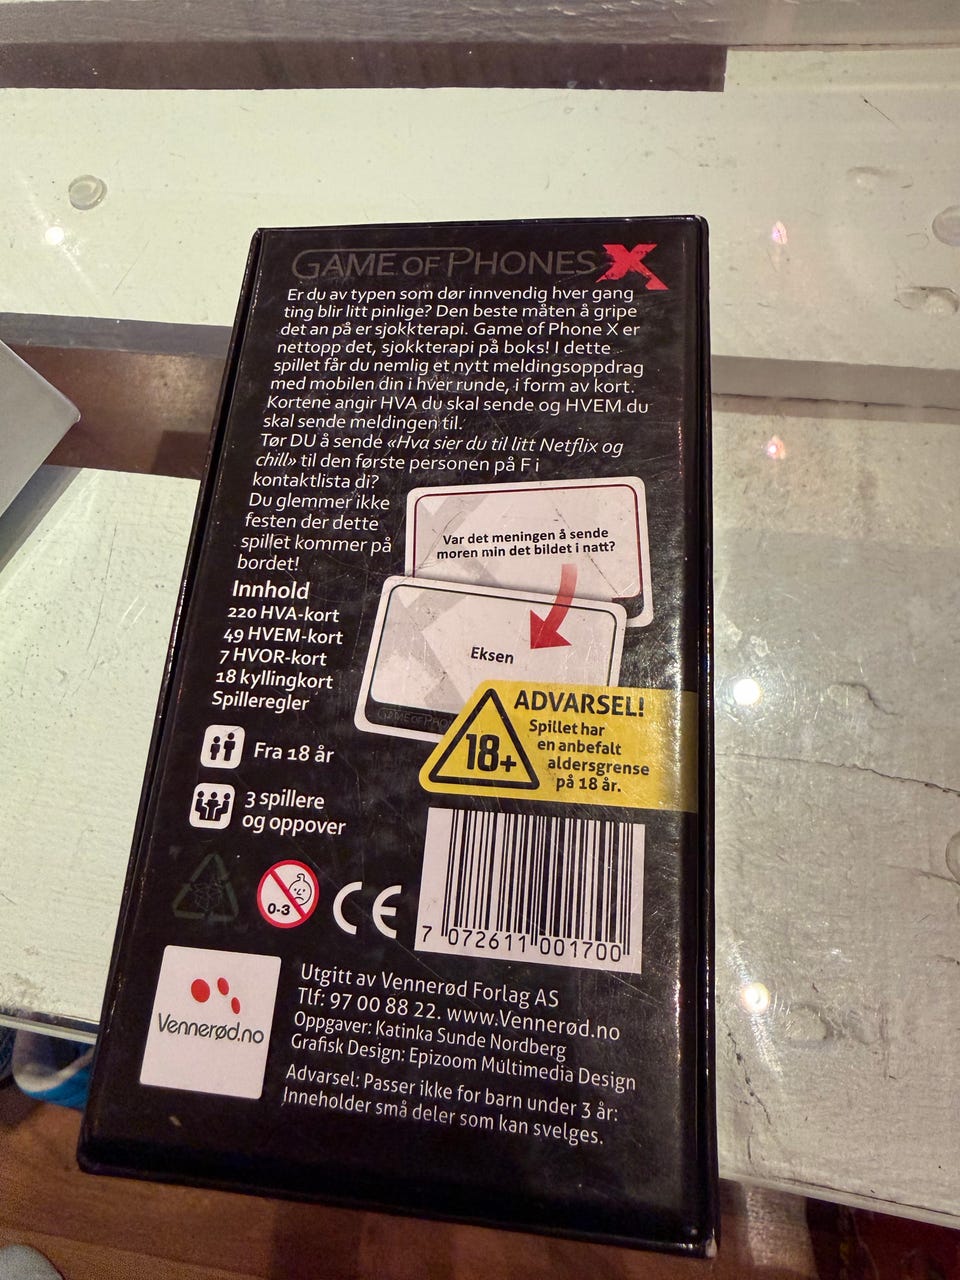 GAME OF PHONES X
Er du av typen som dør innvendig hver gang
ting blir litt pinlige? Den beste måten å gripe
det an på er sjokkterapi. Game of Phone X er
nettopp det, sjokkterapi på boks! I dette
spillet får du nemlig et nytt meldingsoppdrag
med mobilen din i hver runde, i form av kort.
Kortene angir HVA du skal sende og HVEM du
skal sende meldingen til.
Tør DU å sende «Hva sier du til litt Netflix og
chill» til den første personen på F i
kontaktlista di?
Du glemmer ikke
festen der dette
spillet kommer på
bordet!
Var det meningen å sende
moren min det bildet i natt?
Eksen
GAME OF PHO
Innhold
220 HVA-kort
49 HVEM-kort
7 HVOR-kort
18 kyllingkort
Spilleregler
Fra 18 år
3 spillere
og oppover
ADVARSEL!
18+
Spillet har
en anbefalt
aldersgrense
på 18 år.
0-3
CE
7 072611 001700
Vennerød.no
Utgitt av Vennerød Forlag AS
Tlf: 97 00 88 22. www.Vennerød.no
Oppgaver: Katinka Sunde Nordberg
Grafisk Design: Epizoom Multimedia Design
Advarsel: Passer ikke for barn under 3 år:
Inneholder små deler som kan svelges.